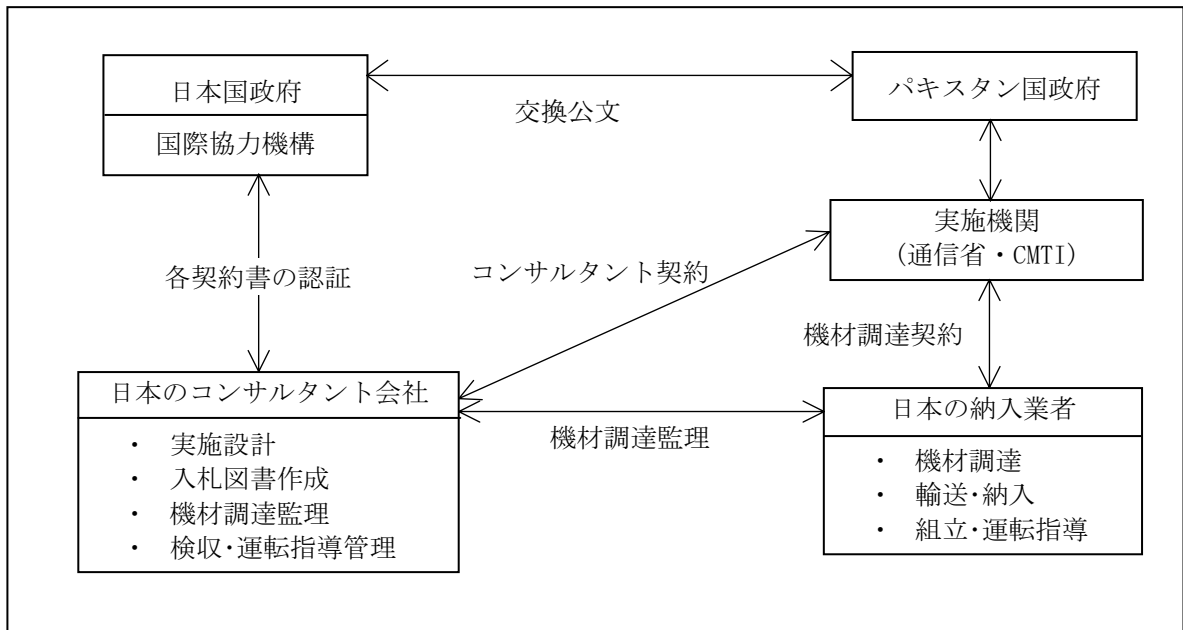 日本国政府
国際協力機構
交換公文
パキスタン国政府
実施機関
(通信省・CMTI)
各契約書の認証
コンサルタント契約
機材調達契約
日本のコンサルタント会社
・ 実施設計
・ 入札図書作成
・ 機材調達監理
・ 検収・運転指導管理
機材調達監理
日本の納入業者
・ 機材調達
・ 輸送・納入
・ 組立・運転指導